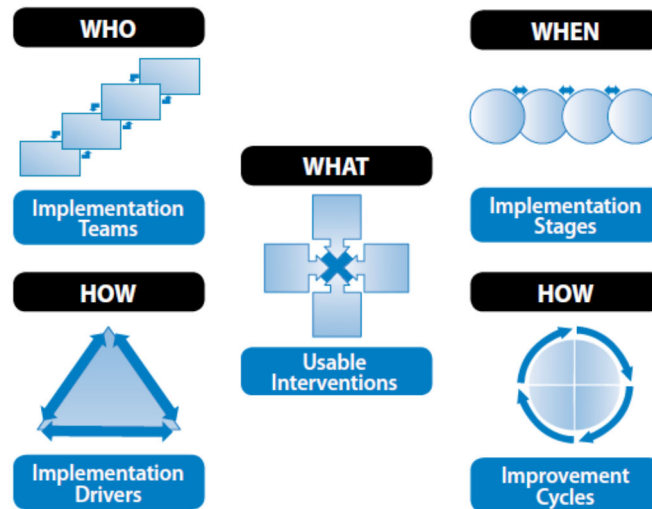 WHO
Implementation
Teams
HOW
Implementation
Drivers
WHAT
Usable
Interventions
WHEN
Implementation
Stages
HOW
Improvement
Cycles